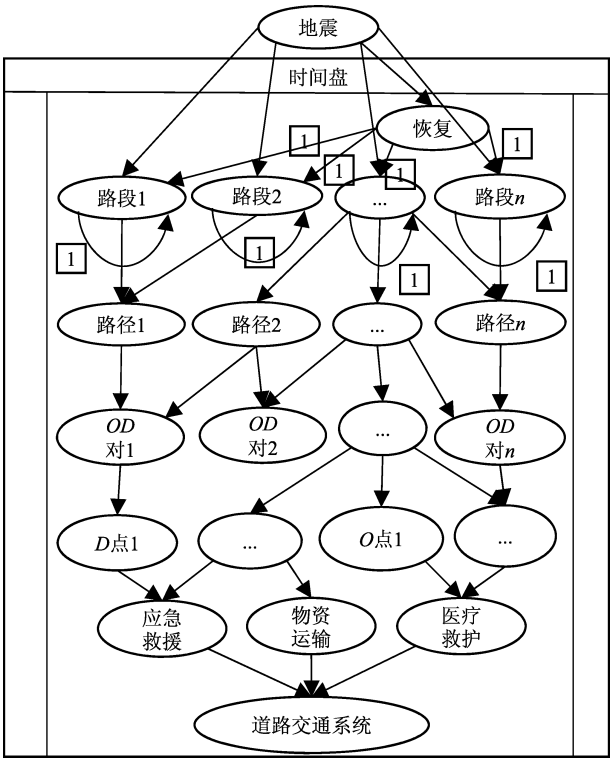 地震
时间盘
恢复
1
1
1
1
路段1
路段2
...
路段n
1
1
1
1
路径1
路径2
...
路径n
OD
对1
OD
对2
...
OD
对n
D点1
...
O点1
...
应急
救援
物资
运输
医疗
救护
道路交通系统